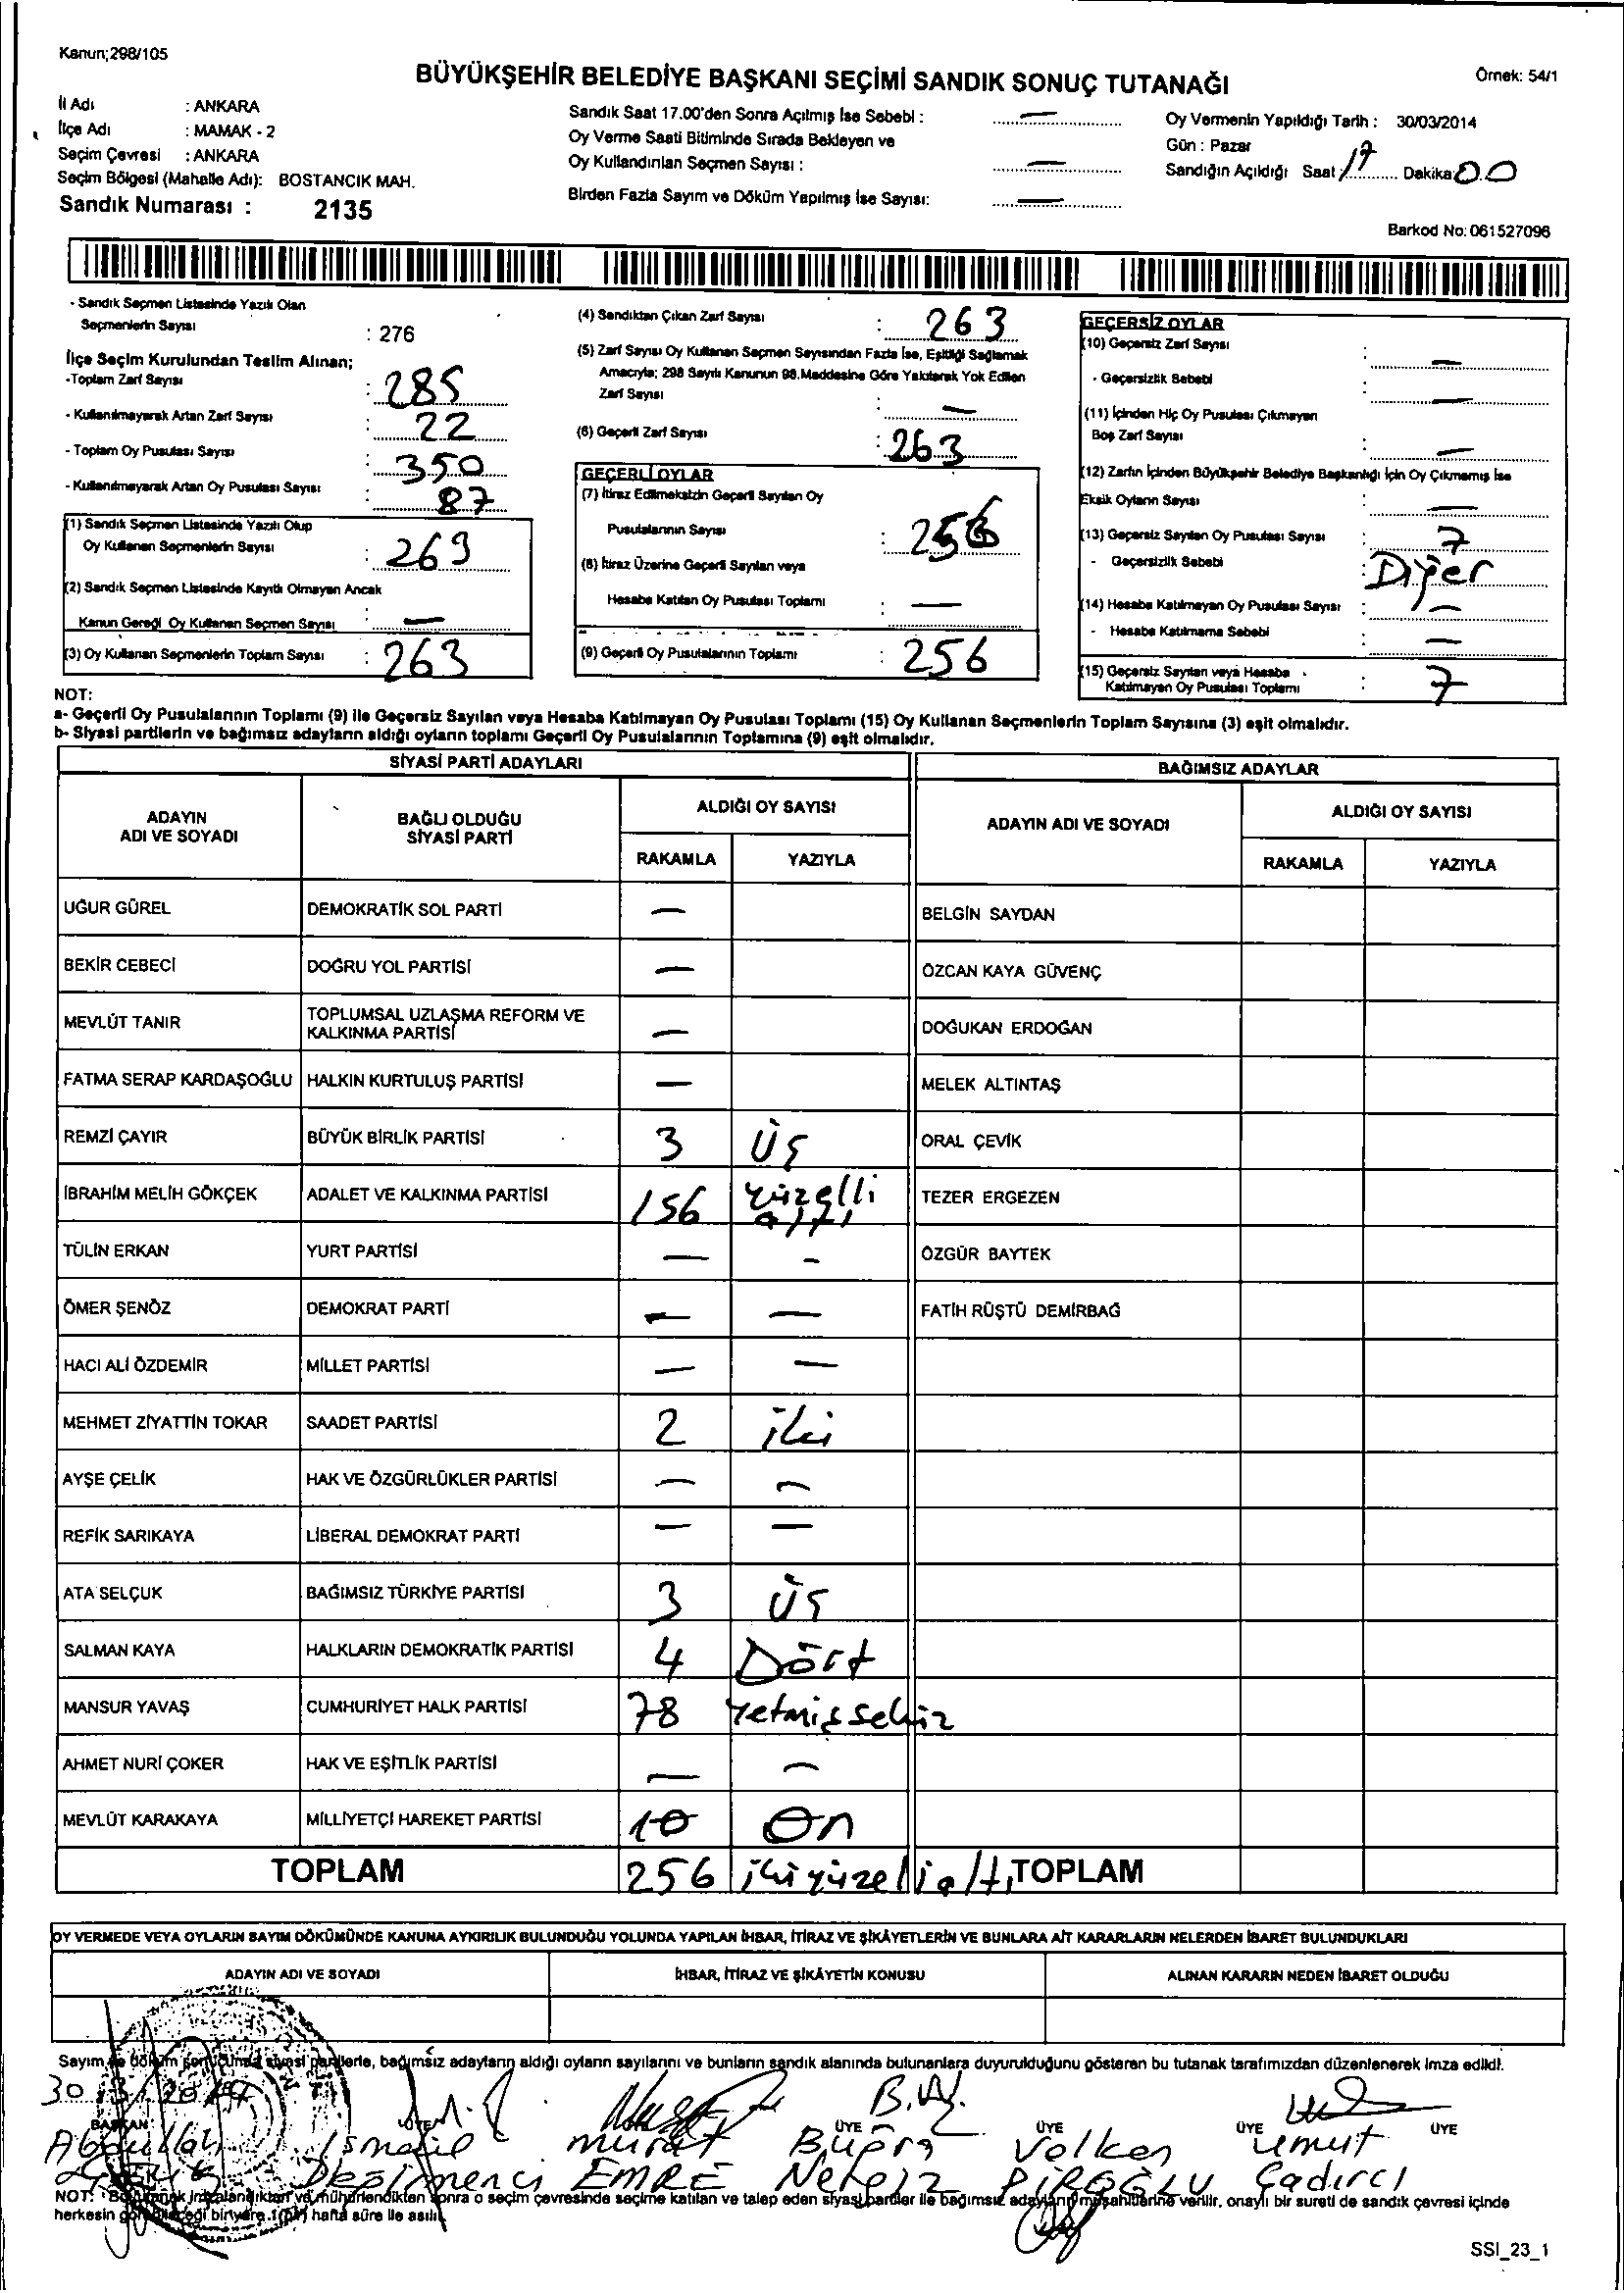 Kanun;298/105
BÜYÜKŞEHİR BELEDİYE BAŞKANI SEÇİMİ SANDIK SONUÇ TUTANAĞI
Örnek: 54/1
İl Adı : ANKARA
İlçe Adı : MAMAK - 2
Seçim Çevresi : ANKARA
Seçim Bölgesi (Mahalle Adı): BOSTANCIK MAH.
Sandık Numarası : 2135
Sandık Saat 17.00'den Sonra Açılmış İse Sebebi : —
Oy Verme Saati Bitiminde Sırada Bekleyen ve
Oy Kullandırılan Seçmen Sayısı : —
Birden Fazla Sayım ve Döküm Yapılmış İse Sayısı: —
Oy Vermenin Yapıldığı Tarih : 30/03/2014
Gün : Pazar
Sandığın Açıldığı Saat 17 Dakika 00
Barkod No: 061527096
- Sandık Seçmen Listesinde Yazılı Olan
Seçmenlerin Sayısı : 276
İlçe Seçim Kurulundan Teslim Alınan;
-Toplam Zarf Sayısı : 285
- Kullanılmayarak Artan Zarf Sayısı : 22
- Toplam Oy Pusulası Sayısı : 350
- Kullanılmayarak Artan Oy Pusulası Sayısı : 87
(1) Sandık Seçmen Listesinde Yazılı Olup
Oy Kullanan Seçmenlerin Sayısı : 263
(2) Sandık Seçmen Listesinde Kayıtlı Olmayan Ancak
Kanun Gereği Oy Kullanan Seçmen Sayısı : —
(3) Oy Kullanan Seçmenlerin Toplam Sayısı : 263
(4) Sandıktan Çıkan Zarf Sayısı : 263
(5) Zarf Sayısı Oy Kullanan Seçmen Sayısından Fazla İse, Eşitliği Sağlamak
Amacıyla; 298 Sayılı Kanunun 98.Maddesine Göre Yakılarak Yok Edilen
Zarf Sayısı : —
(6) Geçerli Zarf Sayısı : 263
GEÇERLİ OYLAR
(7) İtiraz Edilmeksizin Geçerli Sayılan Oy
Pusulalarının Sayısı : 256
(8) İtiraz Üzerine Geçerli Sayılan veya
Hesaba Katılan Oy Pusulası Toplamı : —
(9) Geçerli Oy Pusulalarının Toplamı : 256
GEÇERSİZ OYLAR
(10) Geçersiz Zarf Sayısı : —
- Geçersizlik Sebebi : —
(11) İçinden Hiç Oy Pusulası Çıkmayan
Boş Zarf Sayısı : —
(12) Zarfın İçinden Büyükşehir Belediye Başkanlığı İçin Oy Çıkmamış İse
Eksik Oyların Sayısı : —
(13) Geçersiz Sayılan Oy Pusulası Sayısı : 7
- Geçersizlik Sebebi : Diğer
(14) Hesaba Katılmayan Oy Pusulası Sayısı : —
- Hesaba Katılmama Sebebi : —
(15) Geçersiz Sayılan veya Hesaba
Katılmayan Oy Pusulası Toplamı : 7
NOT:
a- Geçerli Oy Pusulalarının Toplamı (9) ile Geçersiz Sayılan veya Hesaba Katılmayan Oy Pusulası Toplamı (15) Oy Kullanan Seçmenlerin Toplam Sayısına (3) eşit olmalıdır.
b- Siyasi partilerin ve bağımsız adayların aldığı oyların toplamı Geçerli Oy Pusulalarının Toplamına (9) eşit olmalıdır.
SİYASİ PARTİ ADAYLARI
BAĞIMSIZ ADAYLAR
ADAYIN ADI VE SOYADI
BAĞLI OLDUĞU SİYASİ PARTİ
ALDIĞI OY SAYISI
RAKAMLA YAZIYLA
ADAYIN ADI VE SOYADI
ALDIĞI OY SAYISI
RAKAMLA YAZIYLA
UĞUR GÜREL DEMOKRATİK SOL PARTİ — BELGİN SAYDAN
BEKİR CEBECİ DOĞRU YOL PARTİSİ — ÖZCAN KAYA GÜVENÇ
MEVLÜT TANIR TOPLUMSAL UZLAŞMA REFORM VE KALKINMA PARTİSİ — DOĞUKAN ERDOĞAN
FATMA SERAP KARDAŞOĞLU HALKIN KURTULUŞ PARTİSİ — MELEK ALTINTAŞ
REMZİ ÇAYIR BÜYÜK BİRLİK PARTİSİ 3 üç ORAL ÇEVİK
İBRAHİM MELİH GÖKÇEK ADALET VE KALKINMA PARTİSİ 156 yüzelli altı TEZER ERGEZEN
TÜLİN ERKAN YURT PARTİSİ — - ÖZGÜR BAYTEK
ÖMER ŞENÖZ DEMOKRAT PARTİ — — FATİH RÜŞTÜ DEMİRBAĞ
HACI ALİ ÖZDEMİR MİLLET PARTİSİ — —
MEHMET ZİYATTİN TOKAR SAADET PARTİSİ 2 iki
AYŞE ÇELİK HAK VE ÖZGÜRLÜKLER PARTİSİ — —
REFİK SARIKAYA LİBERAL DEMOKRAT PARTİ — —
ATA SELÇUK BAĞIMSIZ TÜRKİYE PARTİSİ 3 üç
SALMAN KAYA HALKLARIN DEMOKRATİK PARTİSİ 4 Dört
MANSUR YAVAŞ CUMHURİYET HALK PARTİSİ 78 Yetmişsekiz
AHMET NURİ ÇOKER HAK VE EŞİTLİK PARTİSİ — —
MEVLÜT KARAKAYA MİLLİYETÇİ HAREKET PARTİSİ 10 On
TOPLAM 256 ikiyüzellialtı TOPLAM
OY VERMEDE VEYA OYLARIN SAYIM DÖKÜMÜNDE KANUNA AYKIRILIK BULUNDUĞU YOLUNDA YAPILAN İHBAR, İTİRAZ VE ŞİKÂYETLERİN VE BUNLARA AİT KARARLARIN NELERDEN İBARET BULUNDUKLARI
ADAYIN ADI VE SOYADI İHBAR, İTİRAZ VE ŞİKÂYETİN KONUSU ALINAN KARARIN NEDEN İBARET OLDUĞU
Sayım ve döküm sonucunda siyasi partilerle, bağımsız adayların aldığı oyların sayılarını ve bunların sandık alanında bulunanlara duyurulduğunu gösteren bu tutanak tarafımızdan düzenlenerek imza edildi.
30.3.2014
BAŞKAN ÜYE ÜYE ÜYE ÜYE ÜYE
Abdullah İsmail murat Buğra Volkan Umut
Değirmenci EMRE PİROĞLU Çadırcı
NOT: Bu tutanak imzalandıktan ve mühürlendikten sonra o seçim çevresinde seçime katılan ve talep eden siyasi partiler ile bağımsız adayların müşahitlerine verilir, onaylı bir sureti de sandık çevresi içinde
herkesin görebileceği bir yere 1 (bir) hafta süre ile asılır.
SSI_23_1